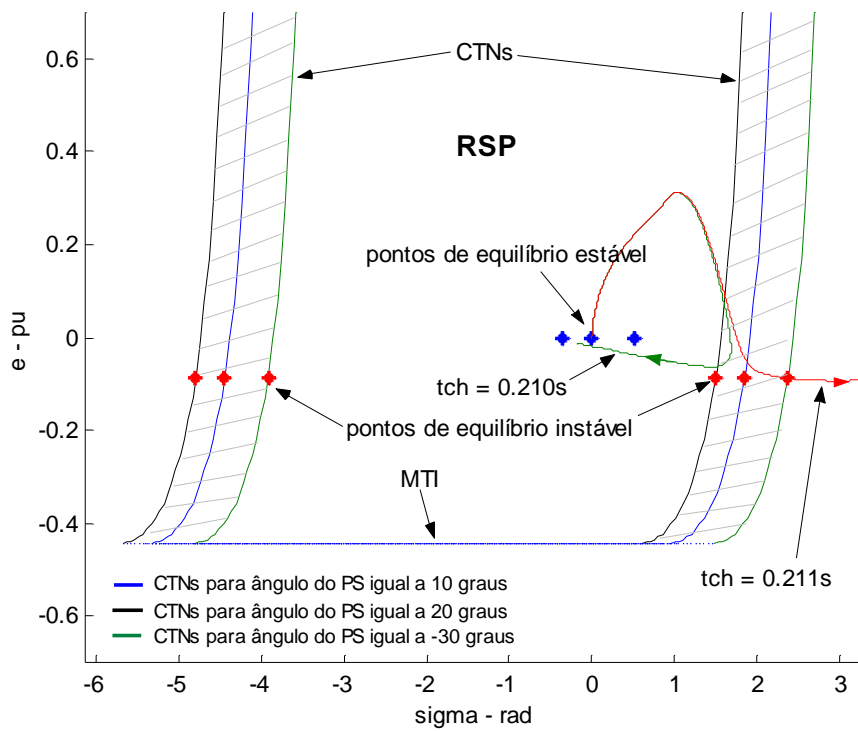 CTNs
RSP
pontos de equilíbrio estável
tch = 0.210s
pontos de equilíbrio instável
MTI
tch = 0.211s
CTNs para ângulo do PS igual a 10 graus
CTNs para ângulo do PS igual a 20 graus
CTNs para ângulo do PS igual a -30 graus
e - pu
0.6
0.4
0.2
0
-0.2
-0.4
-0.6
-6 -5 -4 -3 -2 -1 0 1 2 3
sigma - rad